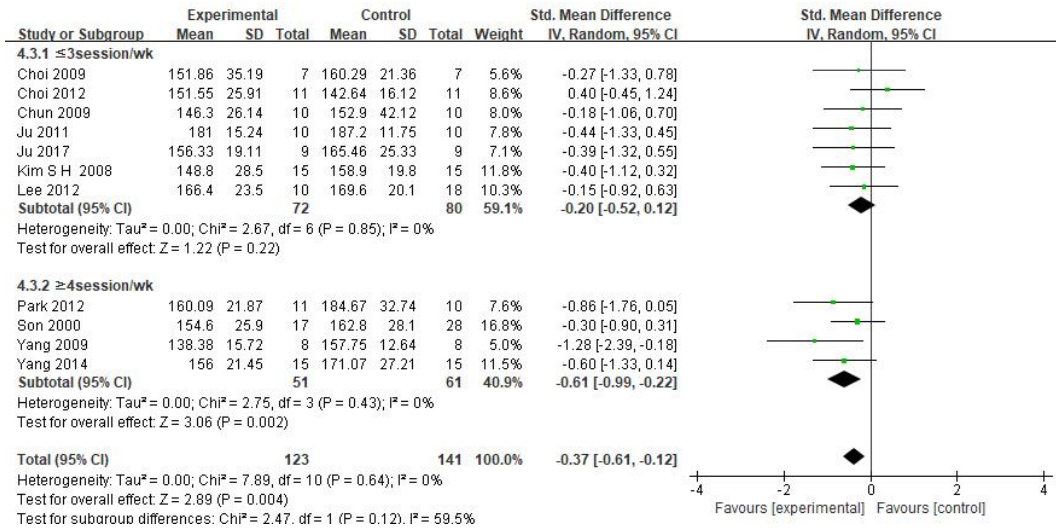 Experimental Control Std. Mean Difference Std. Mean Difference
Study or Subgroup Mean SD Total Mean SD Total Weight IV, Random, 95% CI IV, Random, 95% CI
4.3.1 ≤3session/wk
Choi 2009 151.86 35.19 7 160.29 21.36 7 5.6% -0.27 [-1.33, 0.78]
Choi 2012 151.55 25.91 11 142.64 16.12 11 8.6% 0.40 [-0.45, 1.24]
Chun 2009 146.3 26.14 10 152.9 42.12 10 8.0% -0.18 [-1.06, 0.70]
Ju 2011 181 15.24 10 187.2 11.75 10 7.8% -0.44 [-1.33, 0.45]
Ju 2017 156.33 19.11 9 165.46 25.33 9 7.1% -0.39 [-1.32, 0.55]
Kim S H 2008 148.8 28.5 15 158.9 19.8 15 11.8% -0.40 [-1.12, 0.32]
Lee 2012 166.4 23.5 10 169.6 20.1 18 10.3% -0.15 [-0.92, 0.63]
Subtotal (95% CI) 72 80 59.1% -0.20 [-0.52, 0.12]
Heterogeneity: Tau² = 0.00; Chi² = 2.67, df = 6 (P = 0.85); I² = 0%
Test for overall effect: Z = 1.22 (P = 0.22)
4.3.2 ≥4session/wk
Park 2012 160.09 21.87 11 184.67 32.74 10 7.6% -0.86 [-1.76, 0.05]
Son 2000 154.6 25.9 17 162.8 28.1 28 16.8% -0.30 [-0.90, 0.31]
Yang 2009 138.38 15.72 8 157.75 12.64 8 5.0% -1.28 [-2.39, -0.18]
Yang 2014 156 21.45 15 171.07 27.21 15 11.5% -0.60 [-1.33, 0.14]
Subtotal (95% CI) 51 61 40.9% -0.61 [-0.99, -0.22]
Heterogeneity: Tau² = 0.00; Chi² = 2.75, df = 3 (P = 0.43); I² = 0%
Test for overall effect: Z = 3.06 (P = 0.002)
Total (95% CI) 123 141 100.0% -0.37 [-0.61, -0.12]
Heterogeneity: Tau² = 0.00; Chi² = 7.89, df = 10 (P = 0.64); I² = 0%
Test for overall effect: Z = 2.89 (P = 0.004)
Test for subgroup differences: Chi² = 2.47, df = 1 (P = 0.12), I² = 59.5%
-4 -2 0 2 4
Favours [experimental] Favours [control]